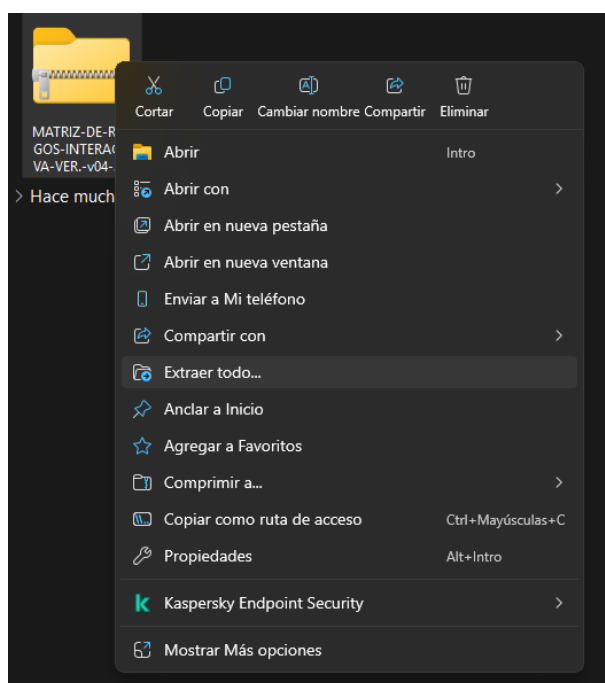 Cortar
Copiar
Cambiar nombre
Compartir
Eliminar
MATRIZ-DE-R
GOS-INTERA
VA-VER.-v04-
Hace much
Abrir Intro
Abrir con
Abrir en nueva pestaña
Abrir en nueva ventana
Enviar a Mi teléfono
Compartir con
Extraer todo...
Anclar a Inicio
Agregar a Favoritos
Comprimir a...
Copiar como ruta de acceso Ctrl+Mayúsculas+C
Propiedades Alt+Intro
Kaspersky Endpoint Security
Mostrar Más opciones